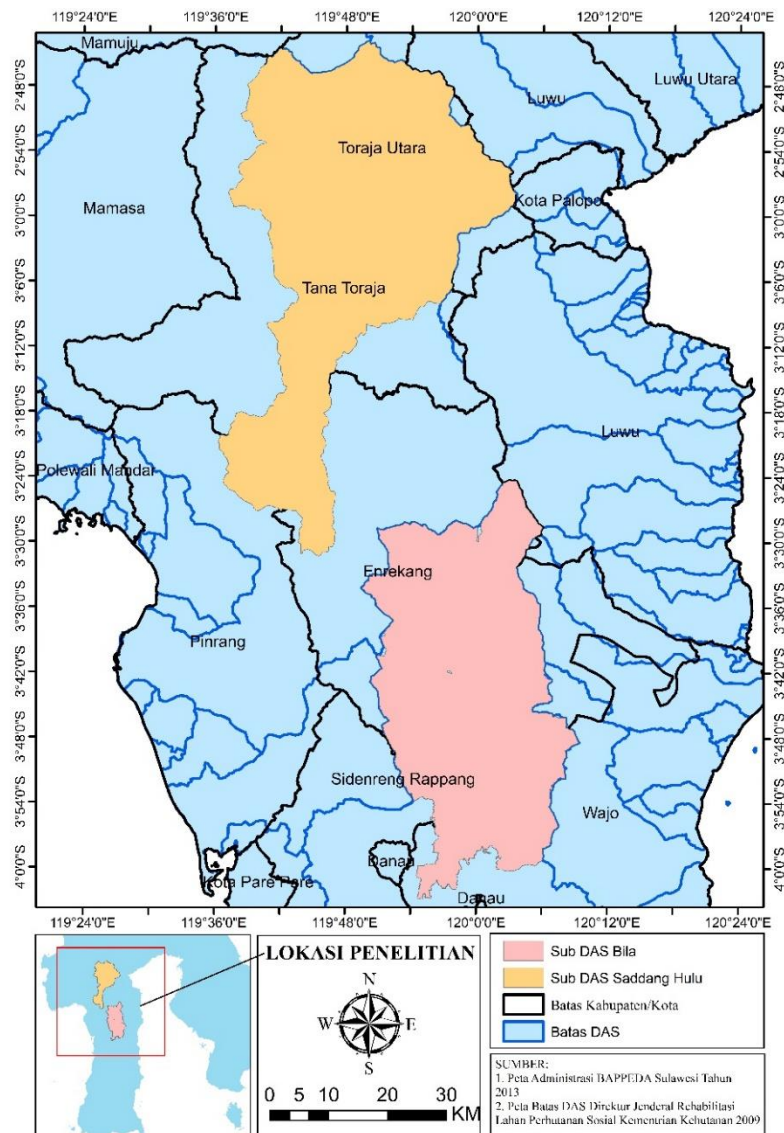 119°24'0"E 119°36'0"E 119°48'0"E 120°0'0"E 120°12'0"E 120°24'0"E
Mamuju
Luwu
Luwu Utara
Toraja Utara
Mamasa
Kota Palopo
Tana Toraja
Luwu
Polewali Mandar
Enrekang
Pinrang
Sidenreng Rappang
Wajo
Danau
Kota Pare Pare
Danau
2°48'0"S
2°54'0"S
3°0'0"S
3°6'0"S
3°12'0"S
3°18'0"S
3°24'0"S
3°30'0"S
3°36'0"S
3°42'0"S
3°48'0"S
3°54'0"S
4°0'0"S
2°48'0"S
2°54'0"S
3°0'0"S
3°6'0"S
3°12'0"S
3°18'0"S
3°24'0"S
3°30'0"S
3°36'0"S
3°42'0"S
3°48'0"S
3°54'0"S
4°0'0"S
119°24'0"E 119°36'0"E 119°48'0"E 120°0'0"E 120°12'0"E 120°24'0"E
LOKASI PENELITIAN
N
W E
S
0 5 10 20 30
KM
Sub DAS Bila
Sub DAS Saddang Hulu
Batas Kabupaten/Kota
Batas DAS
SUMBER:
1. Peta Administrasi BAPPEDA Sulawesi Tahun
2013
2. Peta Batas DAS Direktur Jenderal Rehabilitasi
Lahan Perhutanan Sosial Kementrian Kehutanan 2009